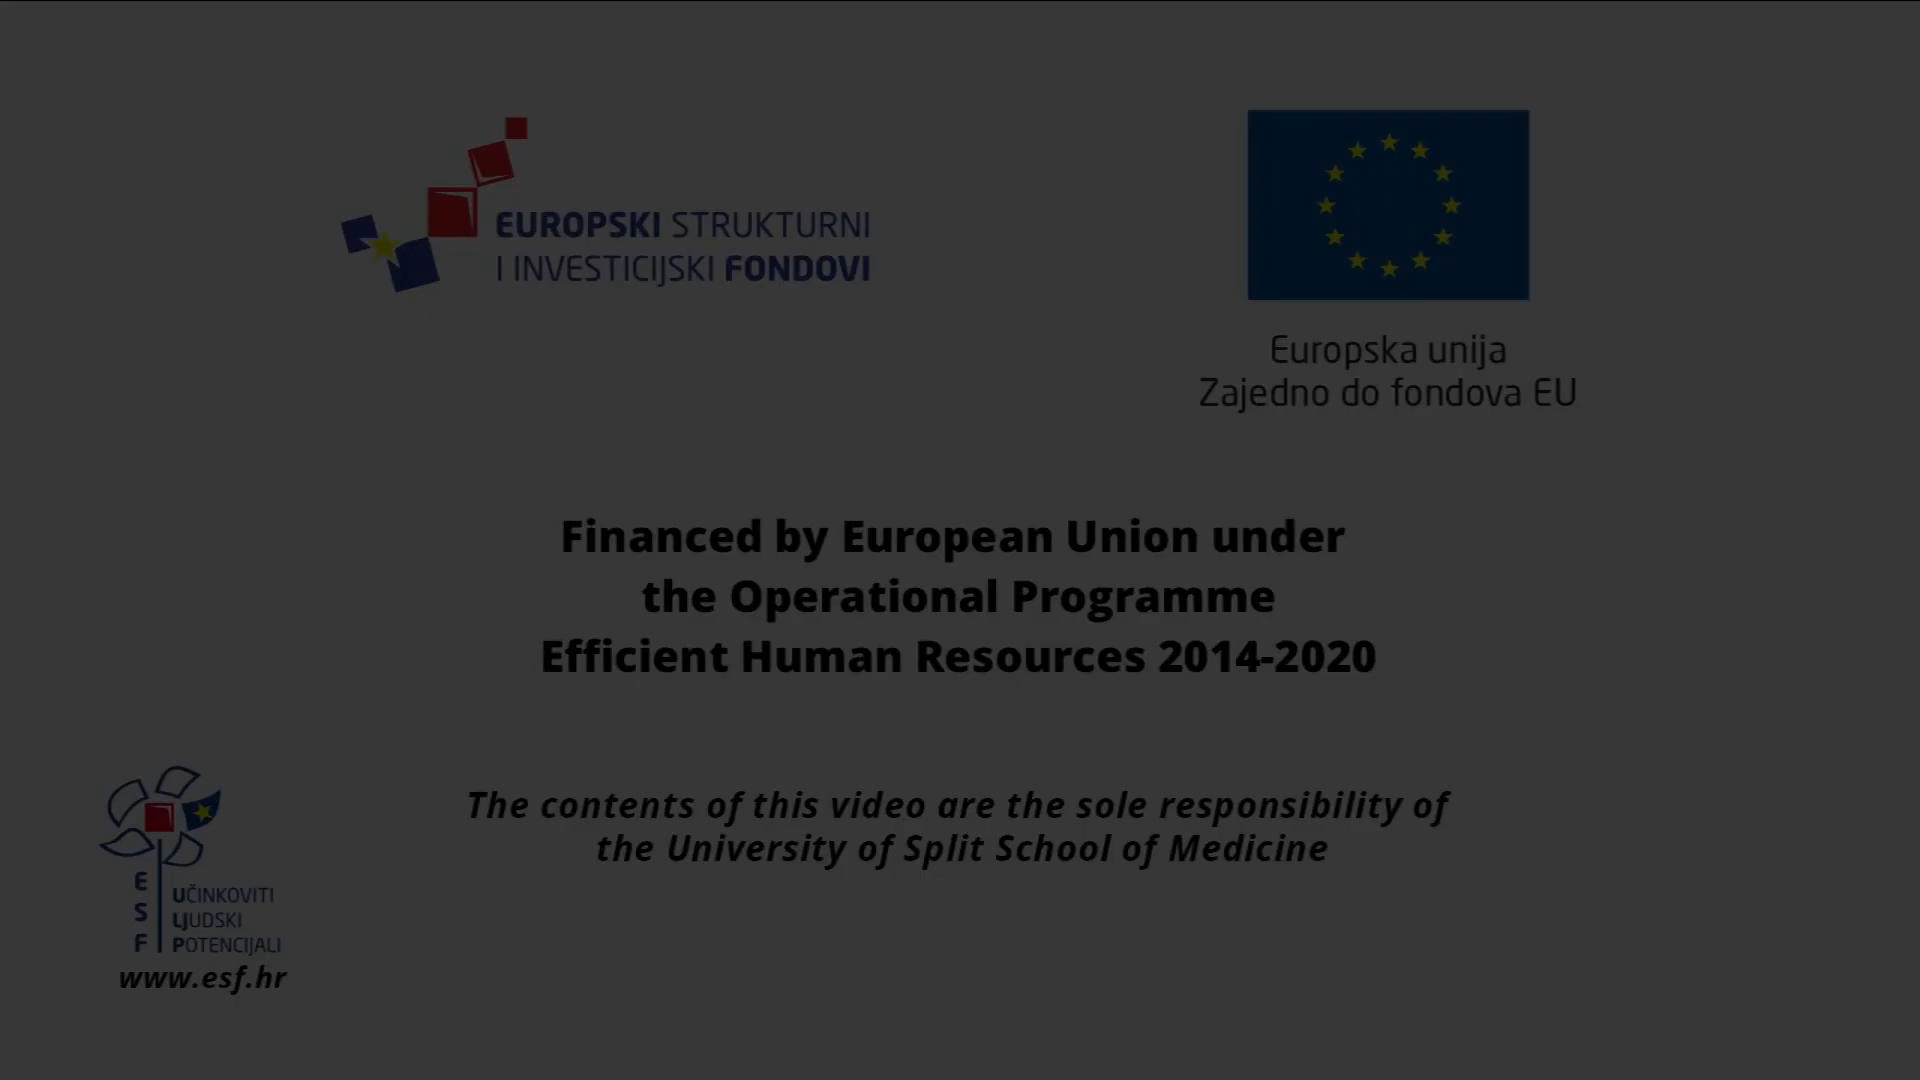 EUROPSKI STRUKTURNI
I INVESTICIJSKI FONDOVI
Europska unija
Zajedno do fondova EU
Financed by European Union under
the Operational Programme
Efficient Human Resources 2014-2020
The contents of this video are the sole responsibility of
the University of Split School of Medicine
E
S
F
UČINKOVITI
LJUDSKI
POTENCIJALI
www.esf.hr